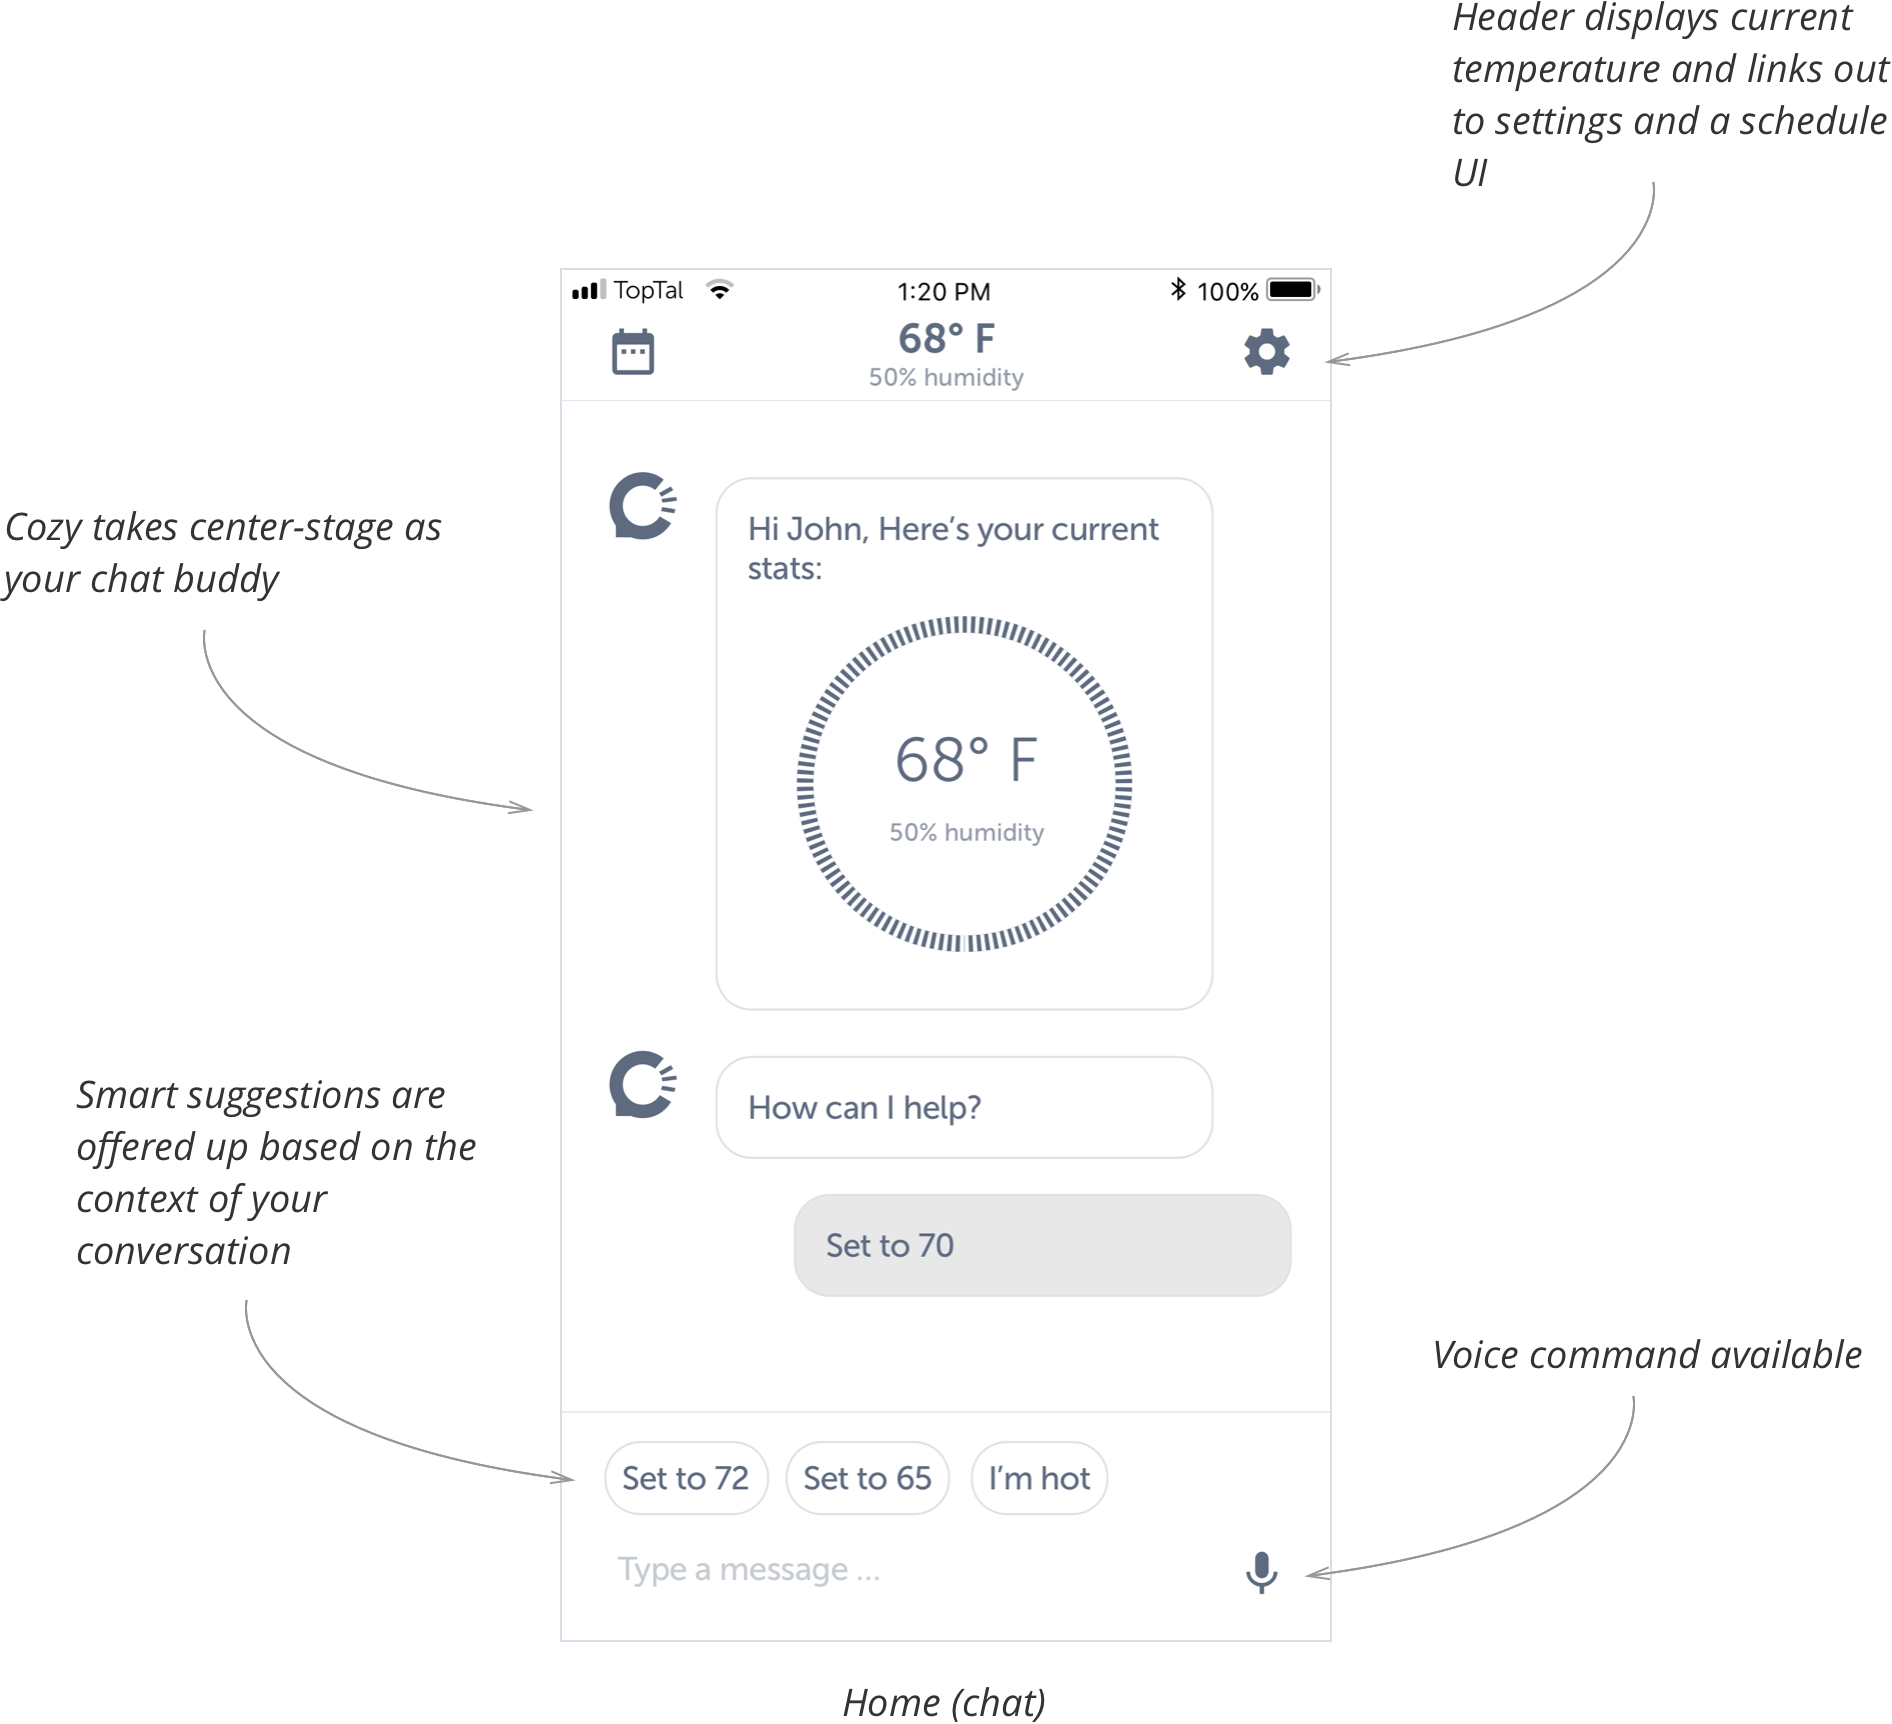 Header displays current
temperature and links out
to settings and a schedule
UI
TopTal 1:20 PM 100%
68° F
50% humidity
Cozy takes center-stage as
your chat buddy
Hi John, Here’s your current
stats:
68° F
50% humidity
Smart suggestions are
offered up based on the
context of your
conversation
How can I help?
Set to 70
Voice command available
Set to 72 Set to 65 I’m hot
Type a message ...
Home (chat)